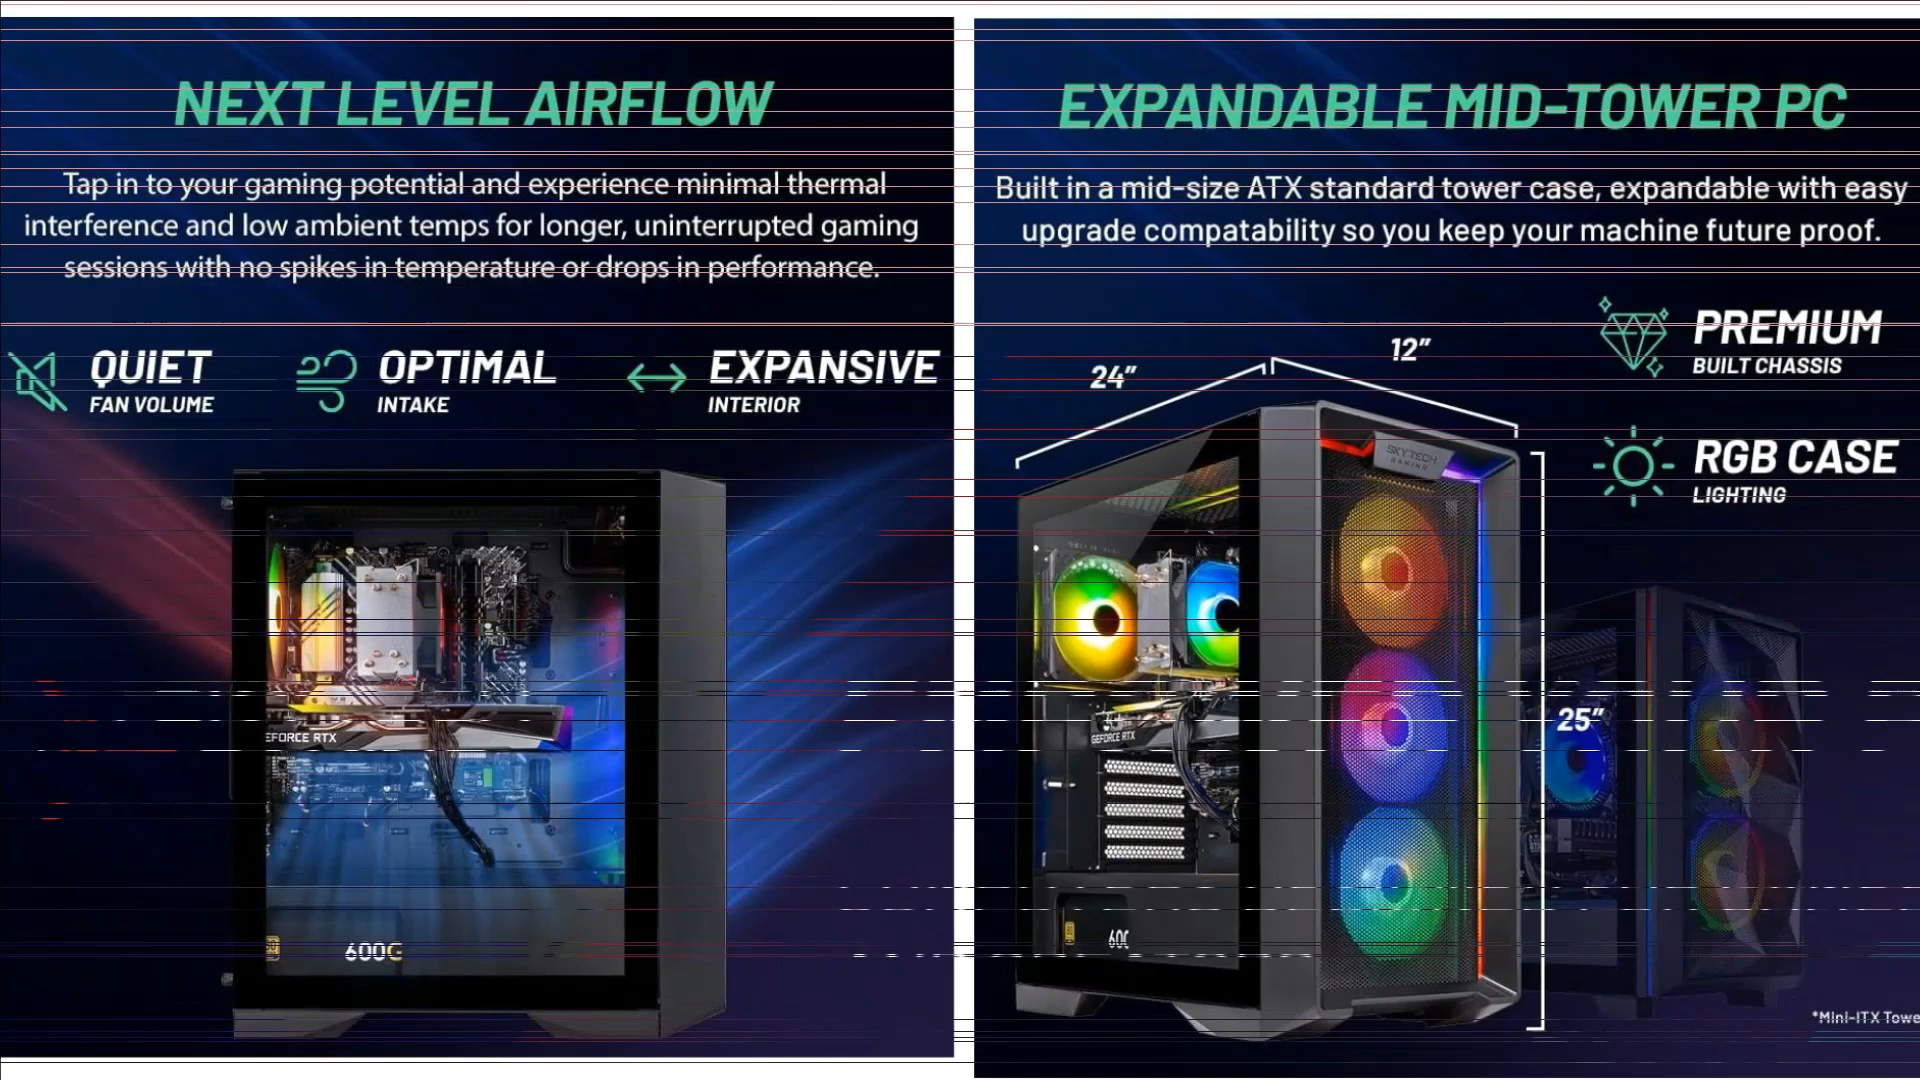 NEXT LEVEL AIRFLOW
Tap in to your gaming potential and experience minimal thermal
interference and low ambient temps for longer, uninterrupted gaming
sessions with no spikes in temperature or drops in performance.
QUIET
FAN VOLUME
OPTIMAL
INTAKE
EXPANSIVE
INTERIOR
EFORCE RTX
600G
EXPANDABLE MID-TOWER PC
Built in a mid-size ATX standard tower case, expandable with easy
upgrade compatability so you keep your machine future proof.
PREMIUM
BUILT CHASSIS
RGB CASE
LIGHTING
24"
12"
25"
SKYTECH
GAMING
GEFORCE RTX
*Mini-ITX Towe